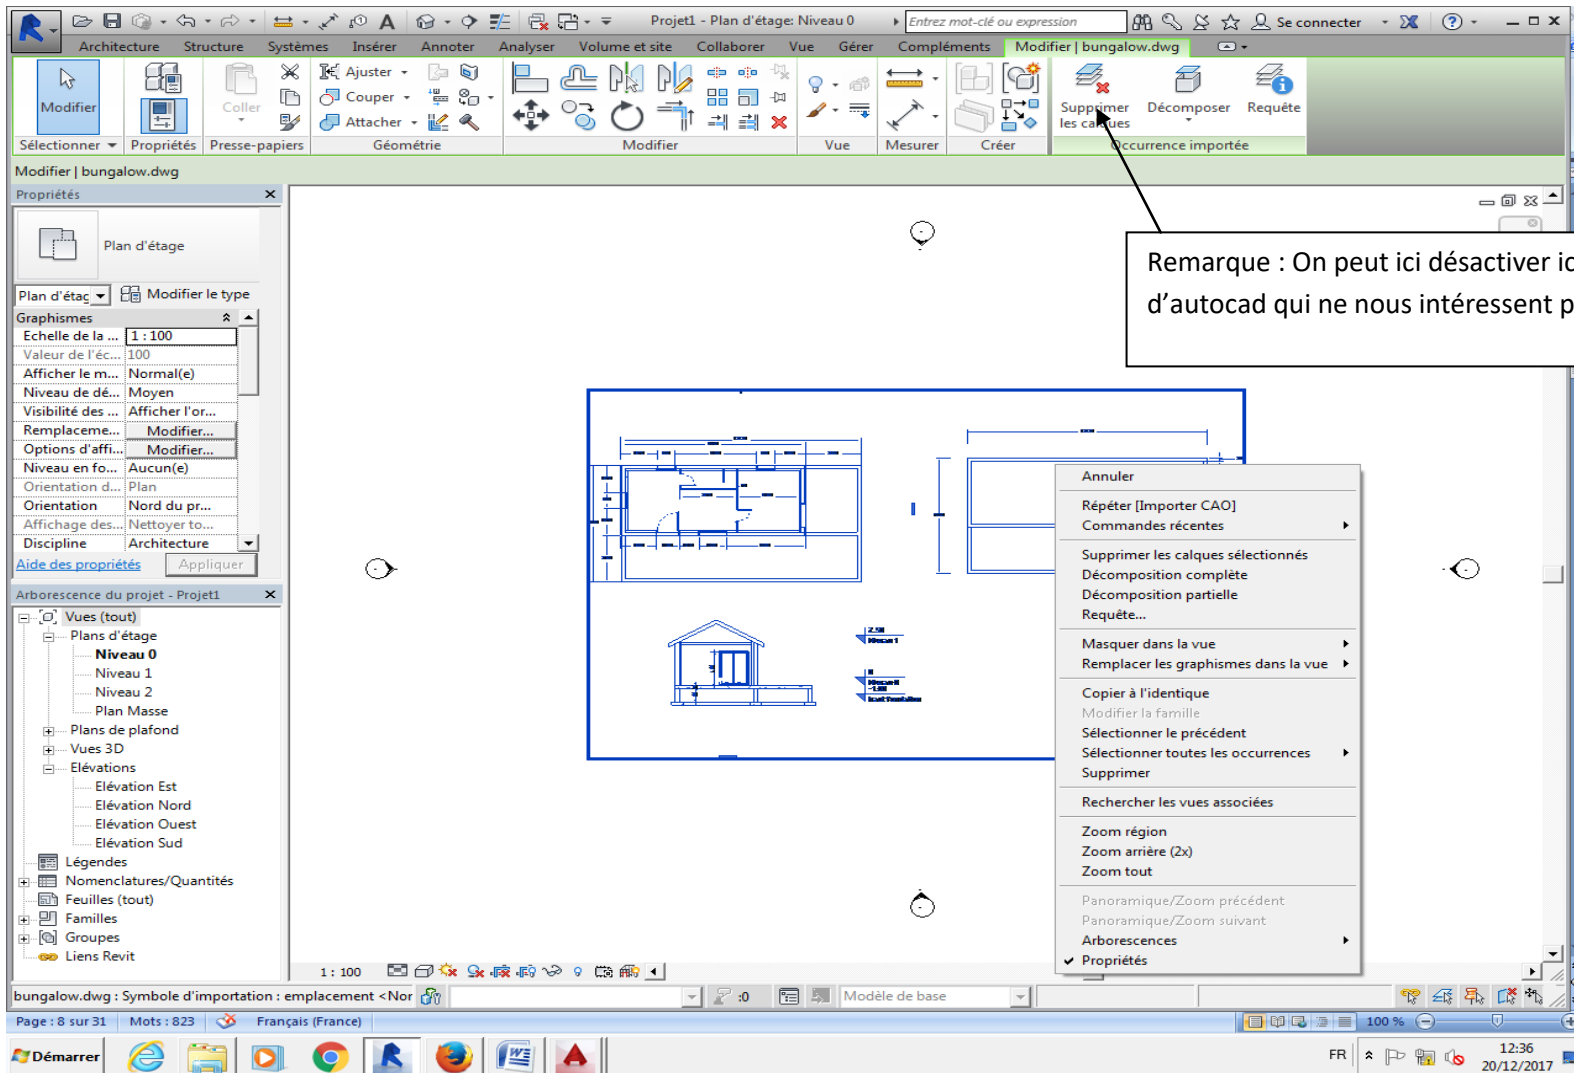 Projet1 - Plan d'étage: Niveau 0
Entrez mot-clé ou expression
Se connecter
Architecture Structure Systèmes Insérer Annoter Analyser Volume et site Collaborer Vue Gérer Compléments Modifier | bungalow.dwg
Modifier
Coller
Ajuster
Couper
Attacher
Supprimer les calques
Décomposer
Requête
Sélectionner Propriétés Presse-papiers Géométrie Modifier Vue Mesurer Créer Occurrence importée
Modifier | bungalow.dwg
Propriétés
Plan d'étage
Plan d'étag Modifier le type
Graphismes
Echelle de la ... 1 : 100
Valeur de l'éc... 100
Afficher le m... Normal(e)
Niveau de dé... Moyen
Visibilité des ... Afficher l'or...
Remplaceme... Modifier...
Options d'affi... Modifier...
Niveau en fo... Aucun(e)
Orientation d... Plan
Orientation Nord du pr...
Affichage des... Nettoyer to...
Discipline Architecture
Aide des propriétés Appliquer
Arborescence du projet - Projet1
Vues (tout)
Plans d'étage
Niveau 0
Niveau 1
Niveau 2
Plan Masse
Plans de plafond
Vues 3D
Elévations
Elévation Est
Elévation Nord
Elévation Ouest
Elévation Sud
Légendes
Nomenclatures/Quantités
Feuilles (tout)
Familles
Groupes
Liens Revit
Remarque : On peut ici désactiver ic
d'autocad qui ne nous intéressent p
Annuler
Répéter [Importer CAO]
Commandes récentes
Supprimer les calques sélectionnés
Décomposition complète
Décomposition partielle
Requête...
Masquer dans la vue
Remplacer les graphismes dans la vue
Copier à l'identique
Modifier la famille
Sélectionner le précédent
Sélectionner toutes les occurrences
Supprimer
Rechercher les vues associées
Zoom région
Zoom arrière (2x)
Zoom tout
Panoramique/Zoom précédent
Panoramique/Zoom suivant
Arborescences
Propriétés
1 : 100
bungalow.dwg : Symbole d'importation : emplacement <Nor
:0
Modèle de base
Page : 8 sur 31 Mots : 823 Français (France) 100 %
Démarrer
FR
12:36
20/12/2017